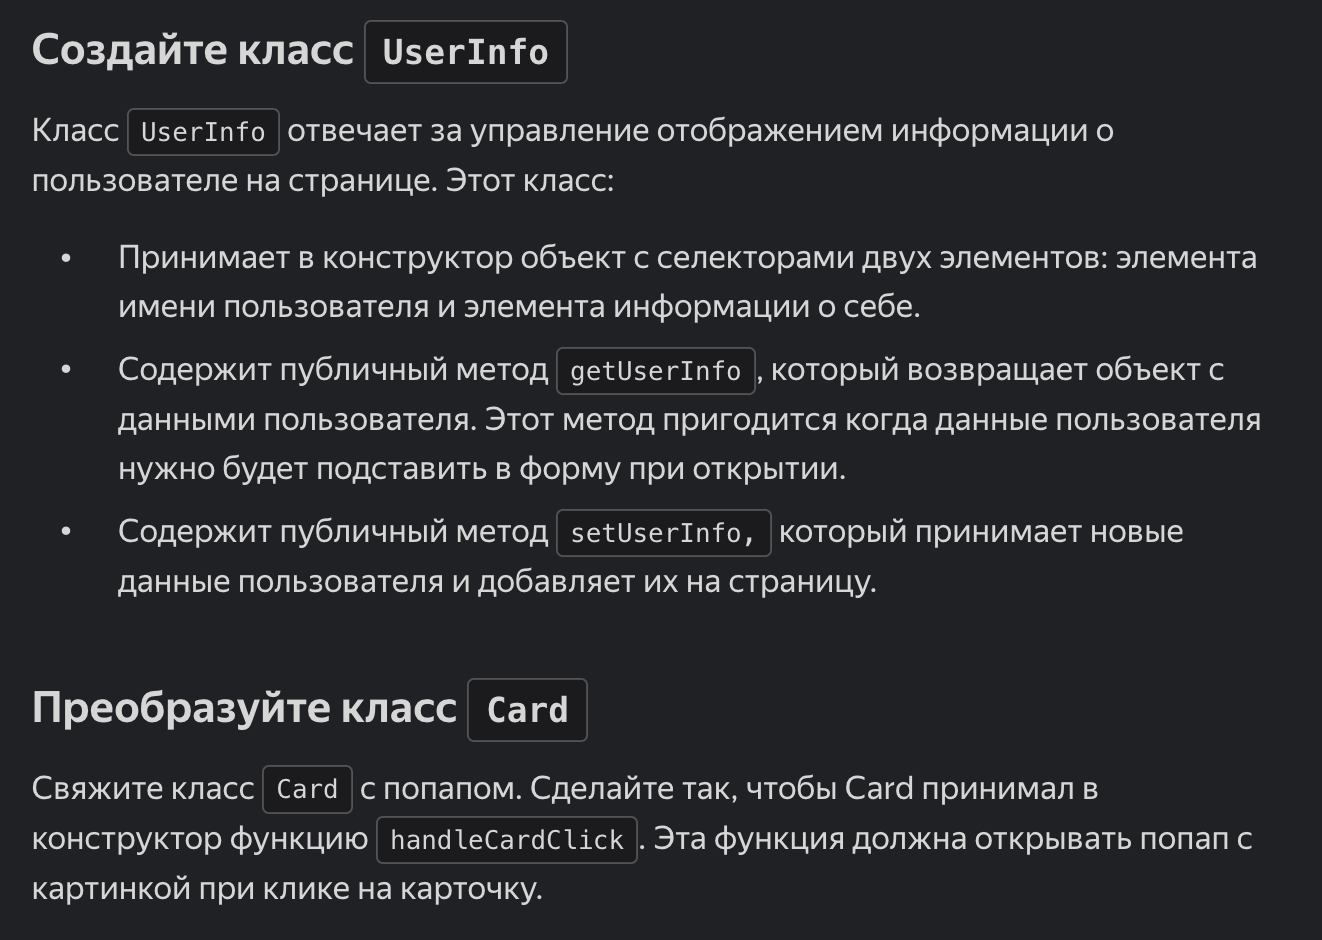 Создайте класс UserInfo
Класс UserInfo отвечает за управление отображением информации о
пользователе на странице. Этот класс:
• Принимает в конструктор объект с селекторами двух элементов: элемента
имени пользователя и элемента информации о себе.
• Содержит публичный метод getUserInfo, который возвращает объект с
данными пользователя. Этот метод пригодится когда данные пользователя
нужно будет подставить в форму при открытии.
• Содержит публичный метод setUserInfo, который принимает новые
данные пользователя и добавляет их на страницу.
Преобразуйте класс Card
Свяжите класс Card с попапом. Сделайте так, чтобы Card принимал в
конструктор функцию handleCardClick. Эта функция должна открывать попап с
картинкой при клике на карточку.